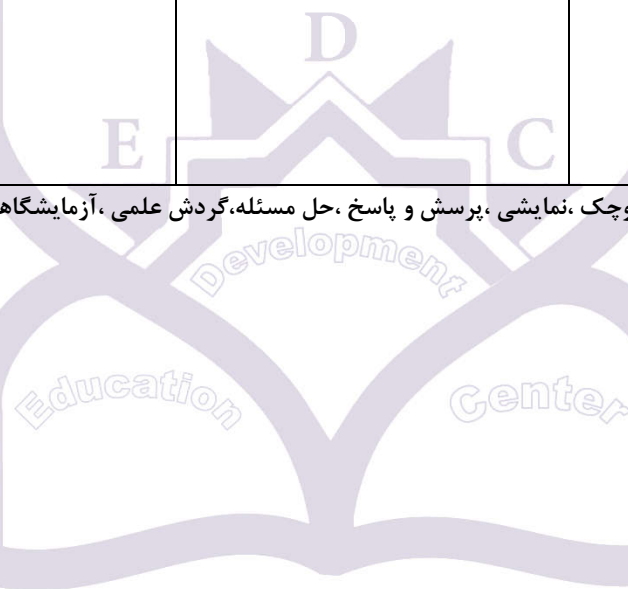 D
E C
وچک ،نمایشی ،پرسش و پاسخ ،حل مسئله،گردش علمی ،آزمایشگاه
Development
Education Center